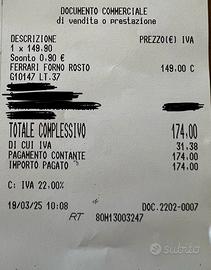 DOCUMENTO COMMERCIALE
di vendita o prestazione
DESCRIZIONE PREZZO(€) IVA
1 x 149.90
Sconto 0.90 €
FERRARI FORNO ROSTO 149.00 C
G10147 LT.37
TOTALE COMPLESSIVO 174.00
DI CUI IVA 31.38
PAGAMENTO CONTANTE 174.00
IMPORTO PAGATO 174.00
C: IVA 22.00%
19/03/25 10:08 DOC.2202-0007
RT 80M13003247
subito